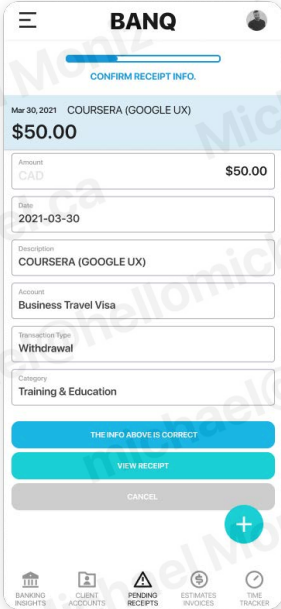 BANQ
CONFIRM RECEIPT INFO.
Mar 30, 2021 COURSERA (GOOGLE UX)
$50.00
Amount
CAD $50.00
Date
2021-03-30
Description
COURSERA (GOOGLE UX)
Account
Business Travel Visa
Transaction Type
Withdrawal
Category
Training & Education
THE INFO ABOVE IS CORRECT
VIEW RECEIPT
CANCEL
+
BANKING INSIGHTS
CLIENT ACCOUNTS
PENDING RECEIPTS
ESTIMATES INVOICES
TIME TRACKER